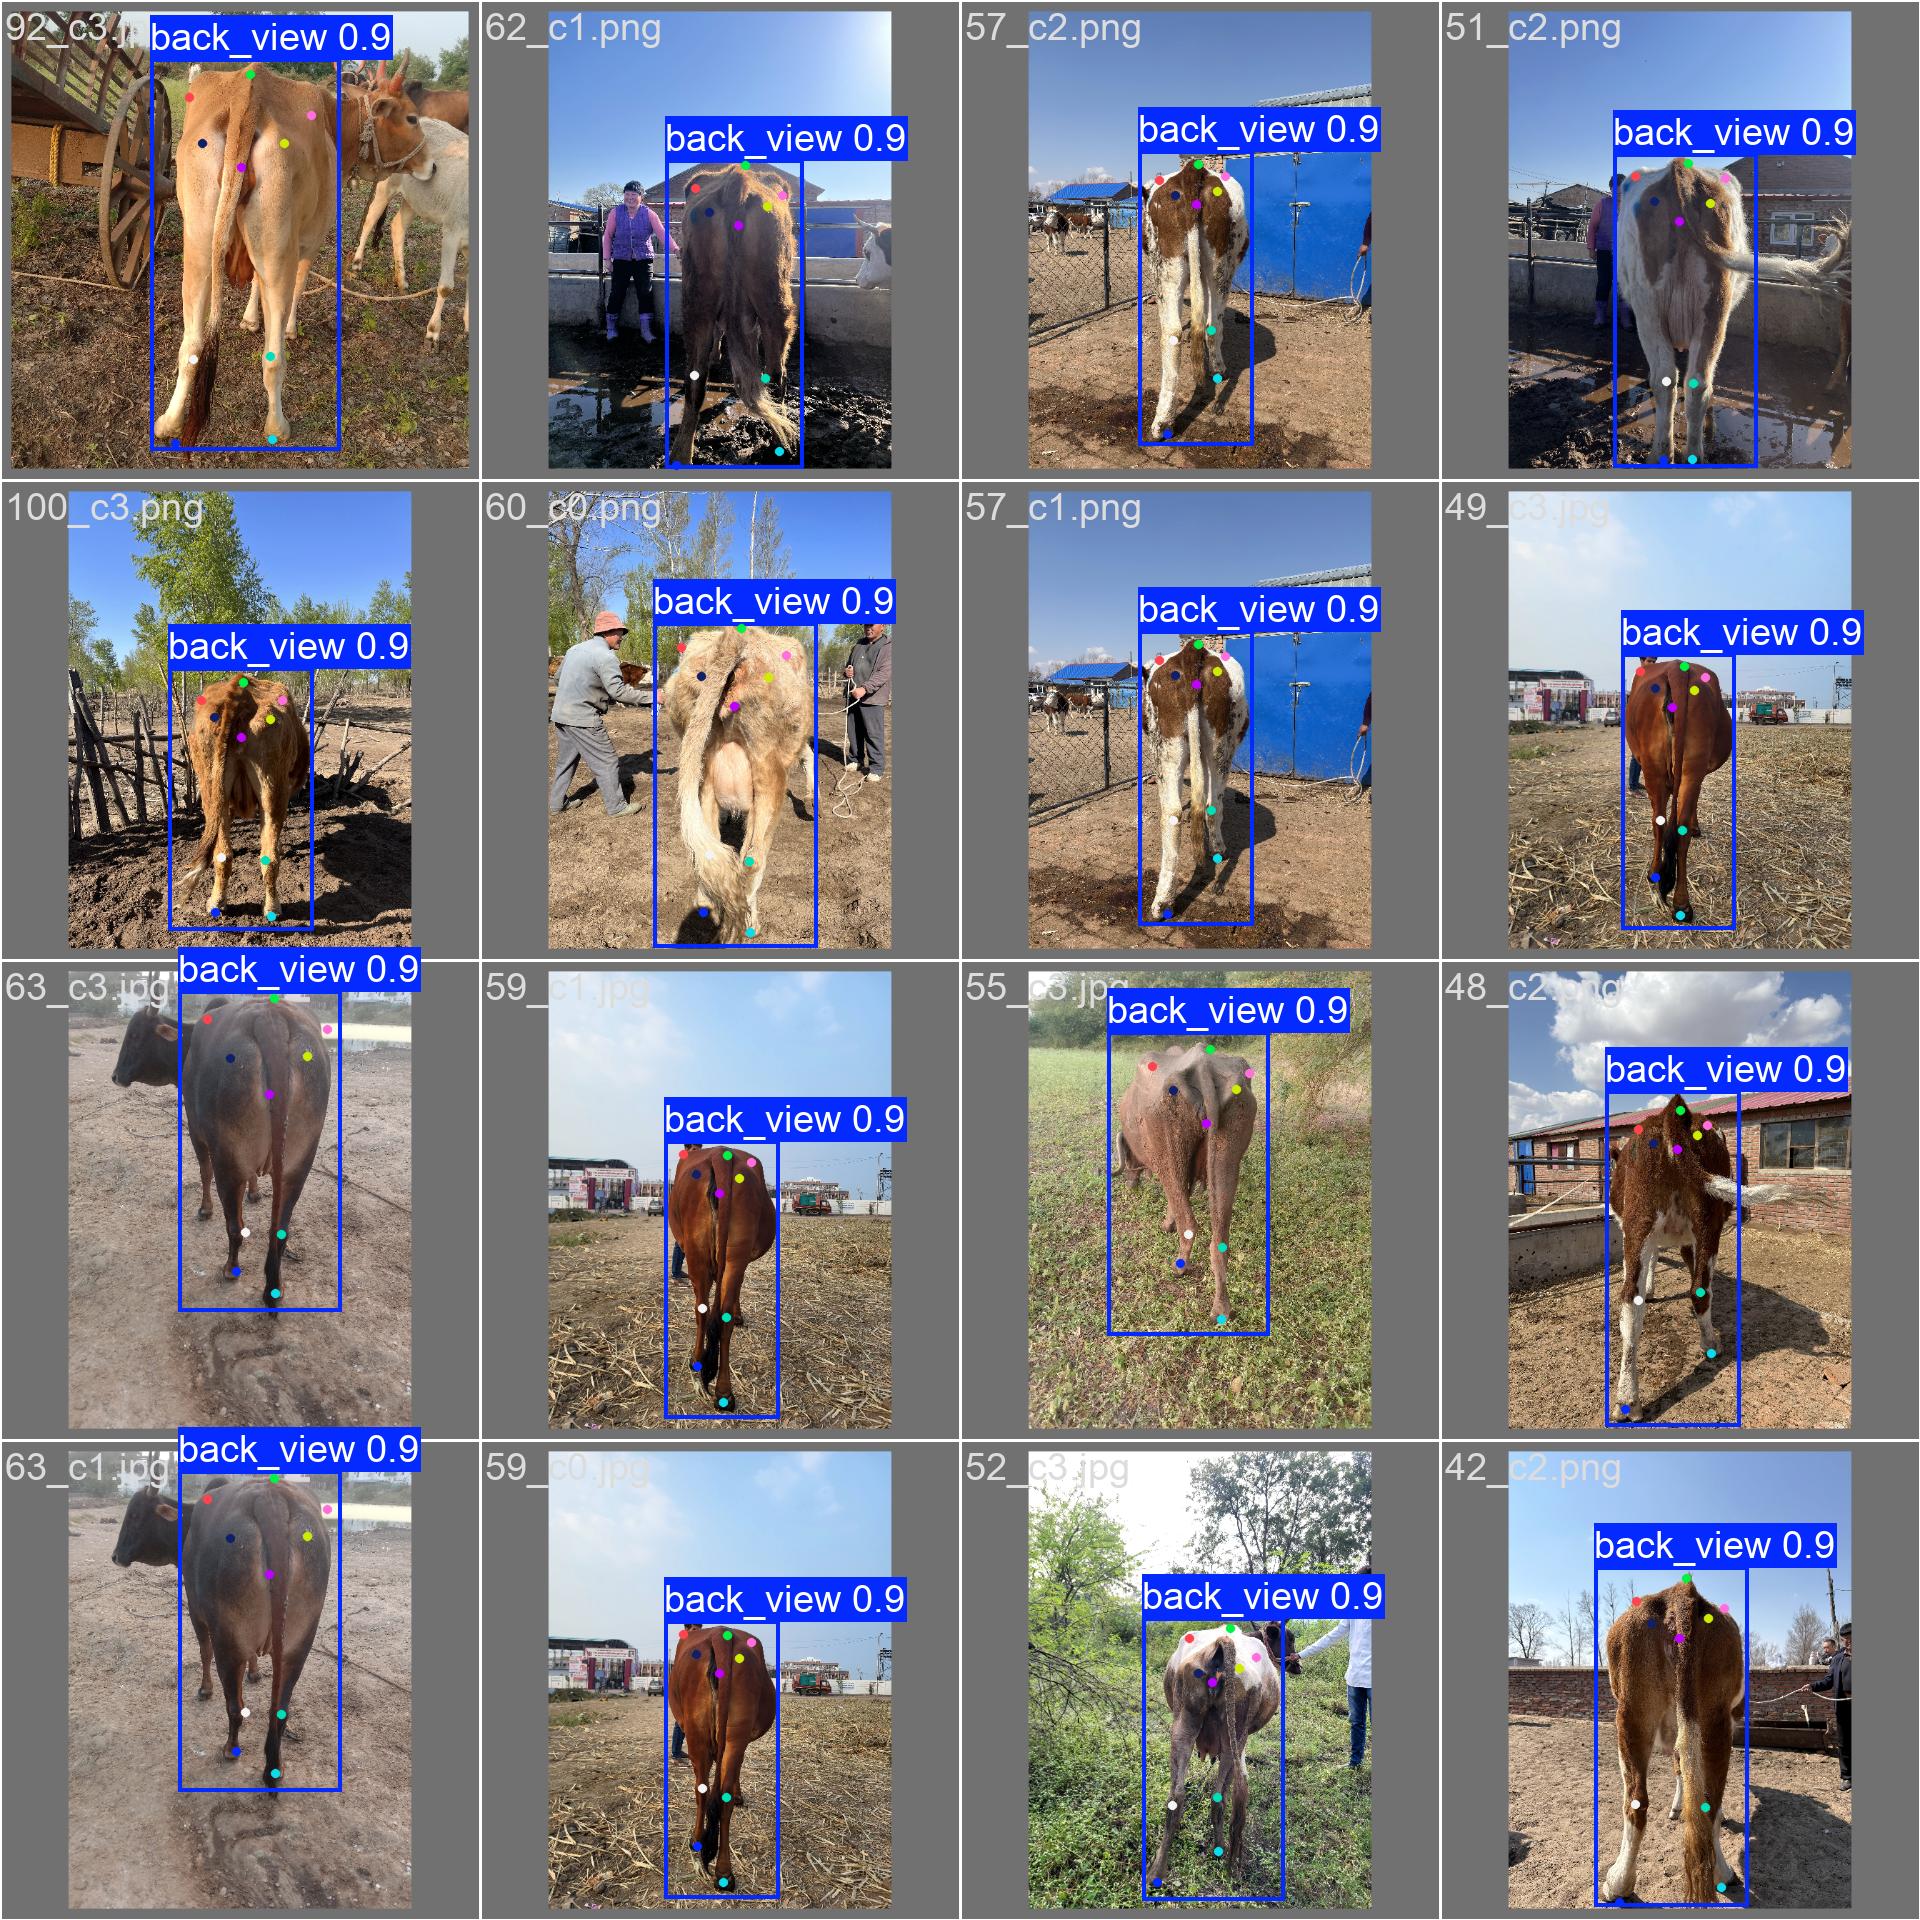 92_c3.j
back_view 0.9
62_c1.png
back_view 0.9
57_c2.png
back_view 0.9
51_c2.png
back_view 0.9
100_c3.png
back_view 0.9
60_c0.png
back_view 0.9
57_c1.png
back_view 0.9
49_c3.jpg
back_view 0.9
63_c3.jpg
back_view 0.9
59_c1.jpg
back_view 0.9
55_c3.jpg
back_view 0.9
48_c2.png
back_view 0.9
63_c1.jpg
back_view 0.9
59_c0.jpg
back_view 0.9
52_c3.jpg
back_view 0.9
42_c2.png
back_view 0.9